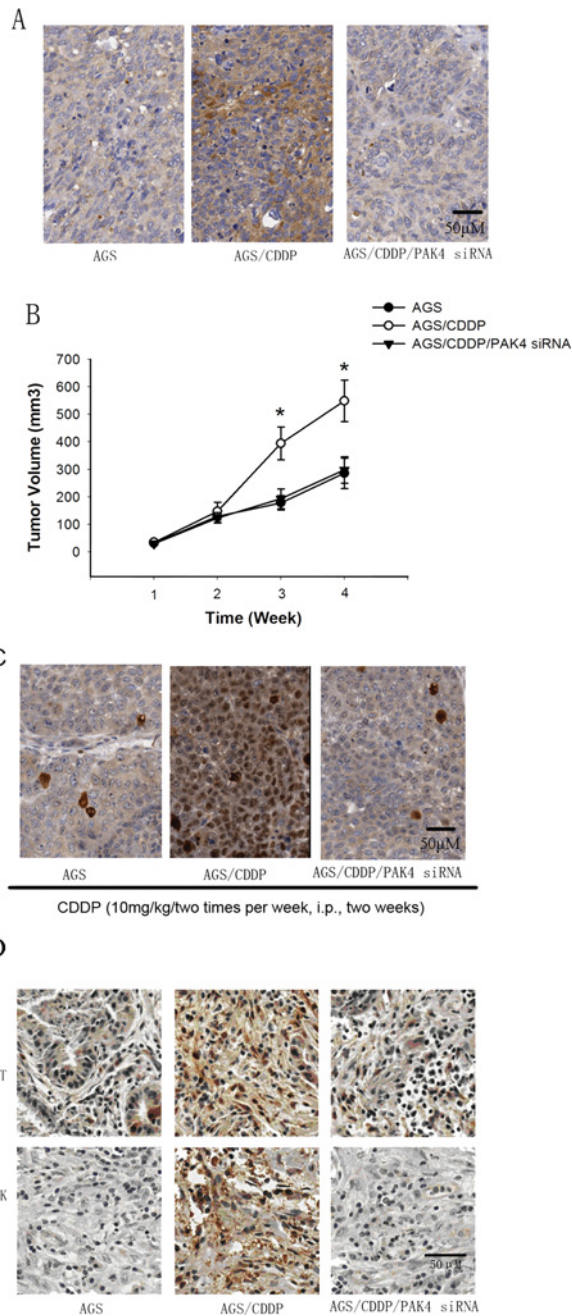 A
50μM
AGS AGS/CDDP AGS/CDDP/PAK4 siRNA
B
AGS
AGS/CDDP
AGS/CDDP/PAK4 siRNA
700
600
500
400
300
200
100
0
Tumor Volume (mm3)
* *
1 2 3 4
Time (Week)
50μM
AGS AGS/CDDP AGS/CDDP/PAK4 siRNA
CDDP (10mg/kg/two times per week, i.p., two weeks)
T
K
50 μM
AGS AGS/CDDP AGS/CDDP/PAK4 siRNA